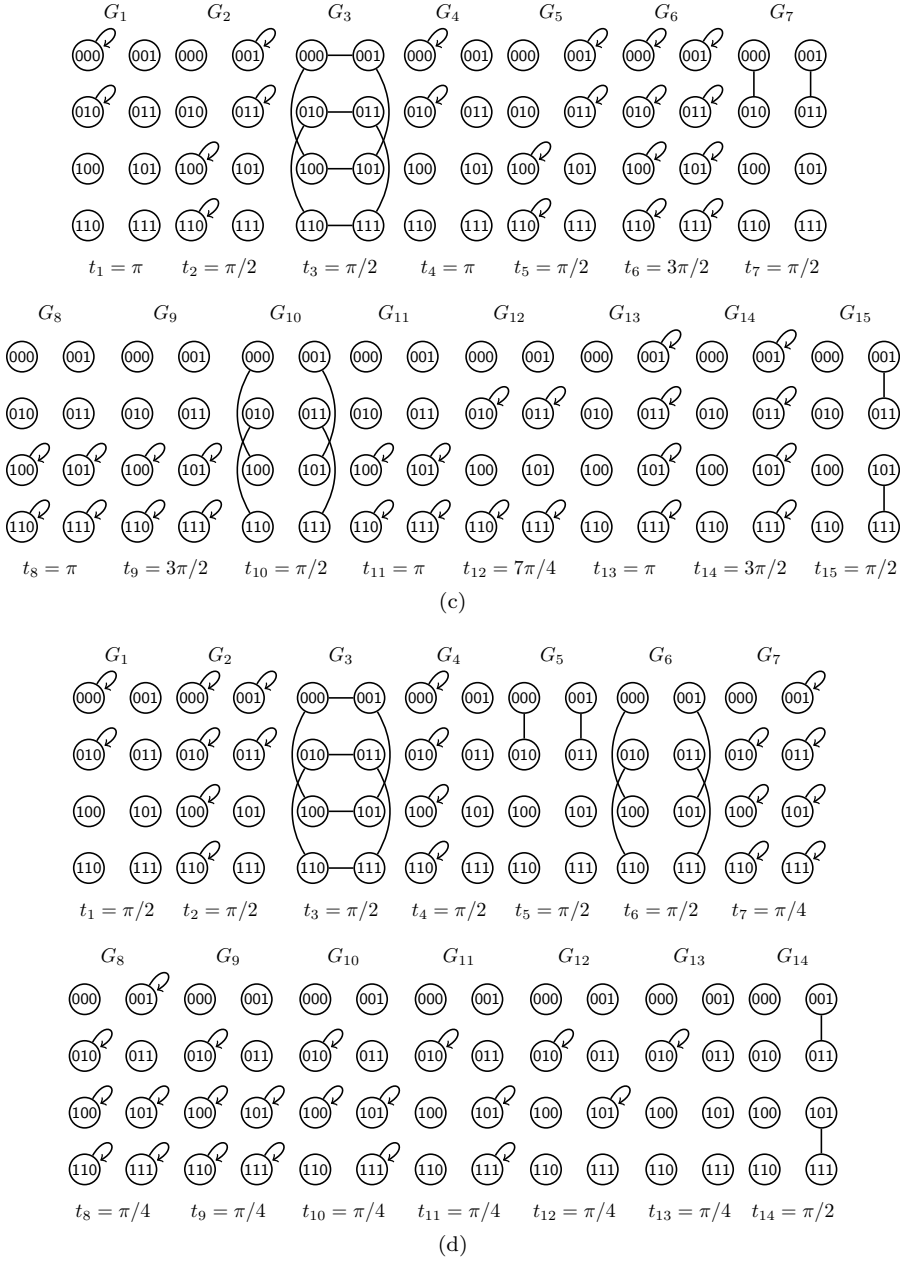 G₁ G₂ G₃ G₄ G₅ G₆ G₇
000 001 000 001 000 001 000 001 000 001 000 001 000 001
010 011 010 011 010 011 010 011 010 011 010 011 010 011
100 101 100 101 100 101 100 101 100 101 100 101 100 101
110 111 110 111 110 111 110 111 110 111 110 111 110 111
t₁ = π t₂ = π/2 t₃ = π/2 t₄ = π t₅ = π/2 t₆ = 3π/2 t₇ = π/2
G₈ G₉ G₁₀ G₁₁ G₁₂ G₁₃ G₁₄ G₁₅
000 001 000 001 000 001 000 001 000 001 000 001 000 001 000 001
010 011 010 011 010 011 010 011 010 011 010 011 010 011 010 011
100 101 100 101 100 101 100 101 100 101 100 101 100 101 100 101
110 111 110 111 110 111 110 111 110 111 110 111 110 111 110 111
t₈ = π t₉ = 3π/2 t₁₀ = π/2 t₁₁ = π t₁₂ = 7π/4 t₁₃ = π t₁₄ = 3π/2 t₁₅ = π/2
(c)
G₁ G₂ G₃ G₄ G₅ G₆ G₇
000 001 000 001 000 001 000 001 000 001 000 001 000 001
010 011 010 011 010 011 010 011 010 011 010 011 010 011
100 101 100 101 100 101 100 101 100 101 100 101 100 101
110 111 110 111 110 111 110 111 110 111 110 111 110 111
t₁ = π/2 t₂ = π/2 t₃ = π/2 t₄ = π/2 t₅ = π/2 t₆ = π/2 t₇ = π/4
G₈ G₉ G₁₀ G₁₁ G₁₂ G₁₃ G₁₄
000 001 000 001 000 001 000 001 000 001 000 001 000 001
010 011 010 011 010 011 010 011 010 011 010 011 010 011
100 101 100 101 100 101 100 101 100 101 100 101 100 101
110 111 110 111 110 111 110 111 110 111 110 111 110 111
t₈ = π/4 t₉ = π/4 t₁₀ = π/4 t₁₁ = π/4 t₁₂ = π/4 t₁₃ = π/4 t₁₄ = π/2
(d)